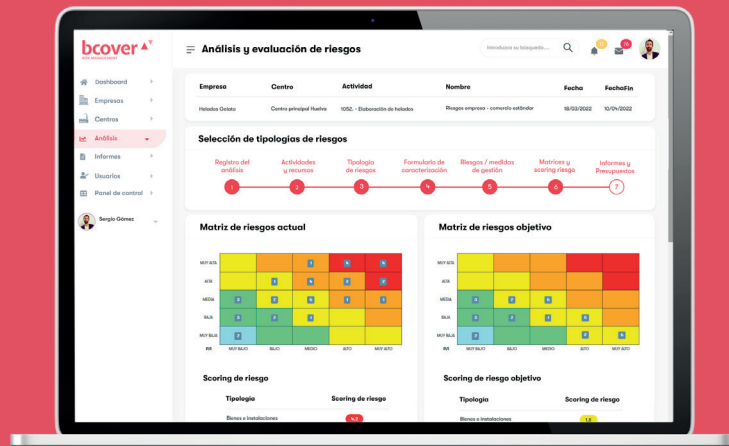 bcover
RISK MANAGEMENT
Análisis y evaluación de riesgos
Introduzca su búsqueda...
Dashboard
Empresas
Centros
Análisis
Informes
Usuarios
Panel de control
Sergio Gómez
Empresa Centro Actividad Nombre Fecha FechaFin
Helados Gelato Centro principal Huelva 1052. - Elaboración de helados Riesgos empresa - comercio estándar 18/03/2022 10/04/2022
Selección de tipologías de riesgos
Registro del análisis
Actividades y recursos
Tipología de riesgos
Formulario de caracterización
Riesgos / medidas de gestión
Matrices y scoring riesgo
Informes y Presupuestos
1 2 3 4 5 6 7
Matriz de riesgos actual
MUY ALTA
ALTA
MEDIA
BAJA
MUY BAJA
MUY BAJO BAJO MEDIO ALTO MUY ALTO
Matriz de riesgos objetivo
MUY ALTA
ALTA
MEDIA
BAJA
MUY BAJA
MUY BAJO BAJO MEDIO ALTO MUY ALTO
Scoring de riesgo
Tipología Scoring de riesgo
Bienes e Instalaciones 4,2
Scoring de riesgo objetivo
Tipología Scoring de riesgo
Bienes e Instalaciones